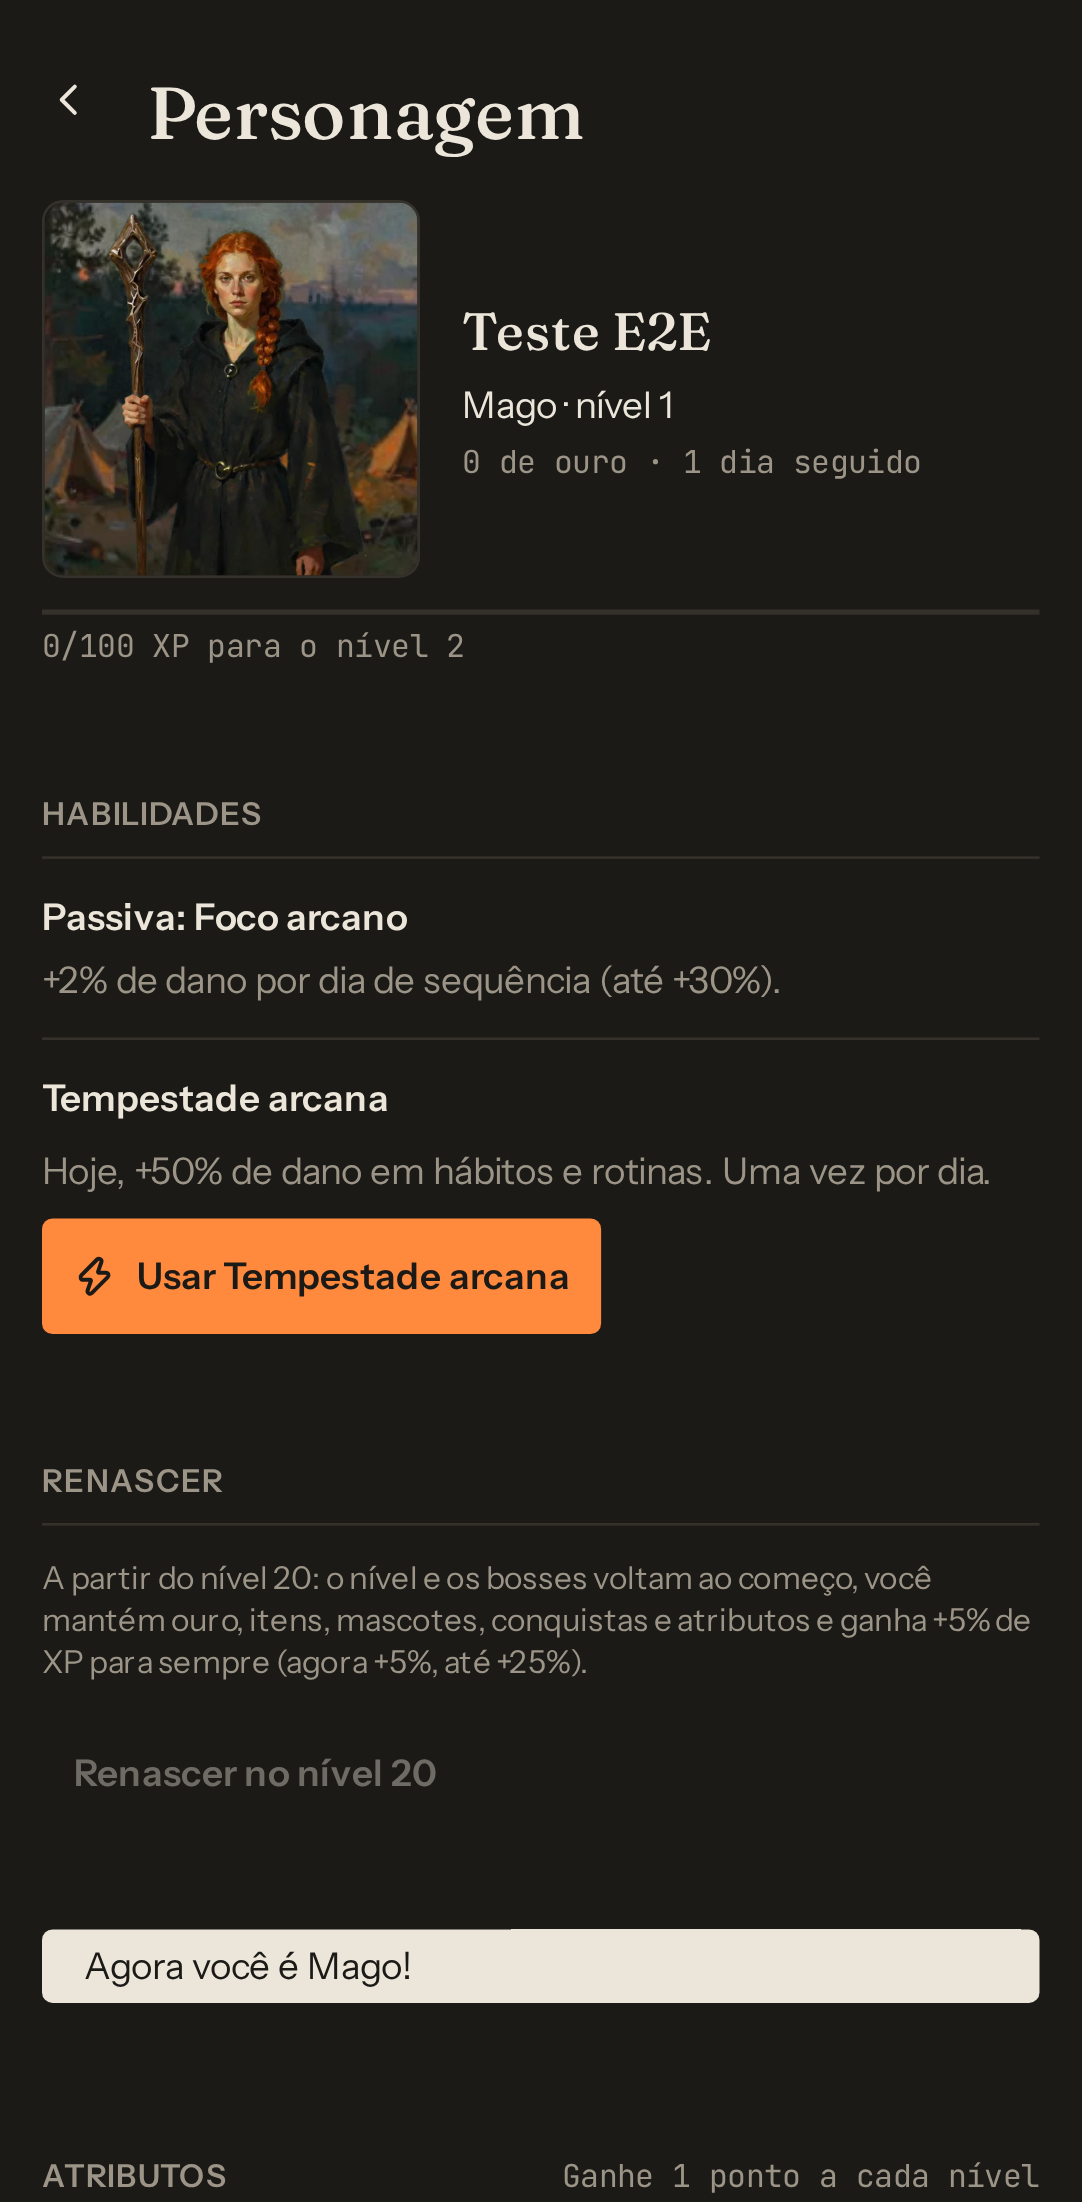 Personagem
Teste E2E
Mago · nível 1
0 de ouro · 1 dia seguido
0/100 XP para o nível 2
HABILIDADES
Passiva: Foco arcano
+2% de dano por dia de sequência (até +30%).
Tempestade arcana
Hoje, +50% de dano em hábitos e rotinas. Uma vez por dia.
Usar Tempestade arcana
RENASCER
A partir do nível 20: o nível e os bosses voltam ao começo, você
mantém ouro, itens, mascotes, conquistas e atributos e ganha +5% de
XP para sempre (agora +5%, até +25%).
Renascer no nível 20
Agora você é Mago!
ATRIBUTOS
Ganhe 1 ponto a cada nível